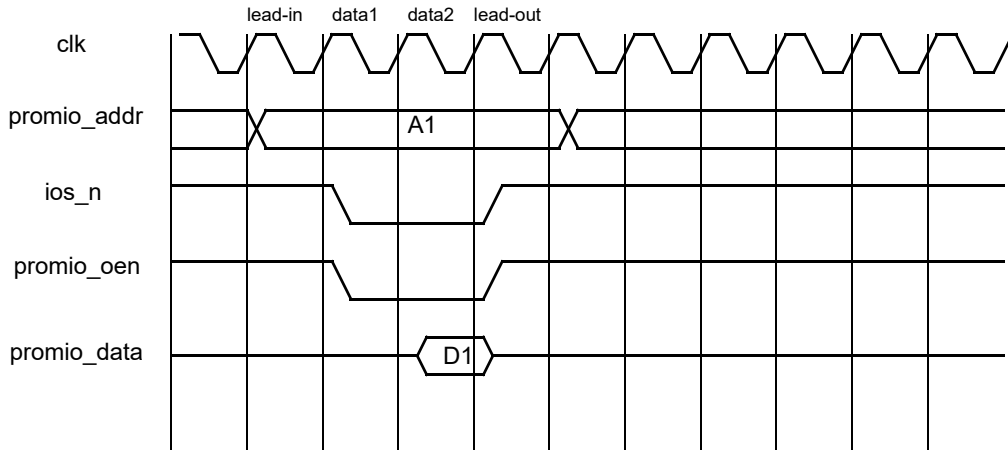 lead-in data1 data2 lead-out
clk
promio_addr
A1
ios_n
promio_oen
promio_data
D1